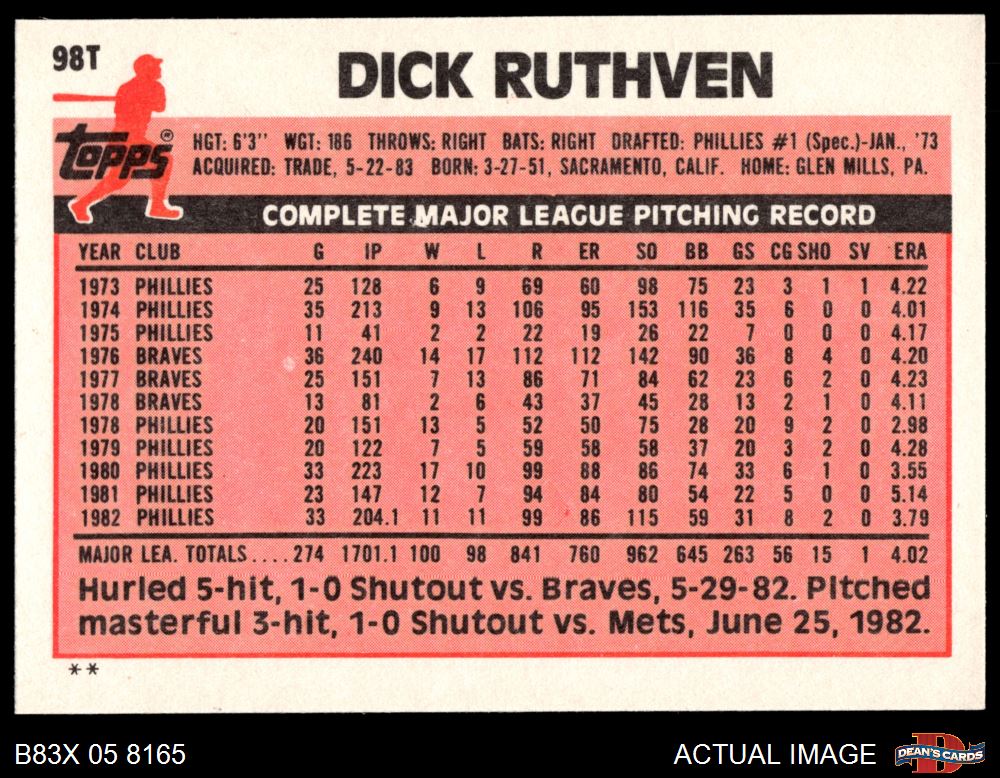 98T
DICK RUTHVEN
Topps ®
HGT: 6'3" WGT: 186 THROWS: RIGHT BATS: RIGHT DRAFTED: PHILLIES #1 (Spec.)-JAN., '73
ACQUIRED: TRADE, 5-22-83 BORN: 3-27-51, SACRAMENTO, CALIF. HOME: GLEN MILLS, PA.
COMPLETE MAJOR LEAGUE PITCHING RECORD
YEAR CLUB G IP W L R ER SO BB GS CG SHO SV ERA
1973 PHILLIES 25 128 6 9 69 60 98 75 23 3 1 1 4.22
1974 PHILLIES 35 213 9 13 106 95 153 116 35 6 0 0 4.01
1975 PHILLIES 11 41 2 2 22 19 26 22 7 0 0 0 4.17
1976 BRAVES 36 240 14 17 112 112 142 90 36 8 4 0 4.20
1977 BRAVES 25 151 7 13 86 71 84 62 23 6 2 0 4.23
1978 BRAVES 13 81 2 6 43 37 45 28 13 2 1 0 4.11
1978 PHILLIES 20 151 13 5 52 50 75 28 20 9 2 0 2.98
1979 PHILLIES 20 122 7 5 59 58 58 37 20 3 2 0 4.28
1980 PHILLIES 33 223 17 10 99 88 86 74 33 6 1 0 3.55
1981 PHILLIES 23 147 12 7 94 84 80 54 22 5 0 0 5.14
1982 PHILLIES 33 204.1 11 11 99 86 115 59 31 8 2 0 3.79
MAJOR LEA. TOTALS....274 1701.1 100 98 841 760 962 645 263 56 15 1 4.02
Hurled 5-hit, 1-0 Shutout vs. Braves, 5-29-82. Pitched
masterful 3-hit, 1-0 Shutout vs. Mets, June 25, 1982.
**
B83X 05 8165
ACTUAL IMAGE
DEAN'S CARDS